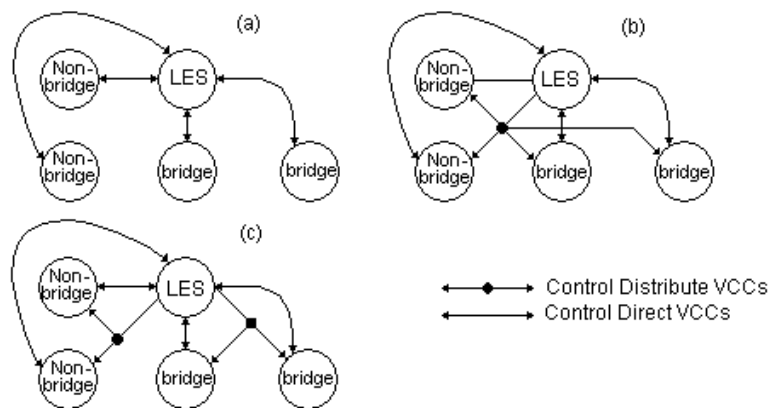 (a)
Non-
bridge
LES
Non-
bridge
bridge
bridge
(b)
Non-
bridge
LES
Non-
bridge
bridge
bridge
(c)
Non-
bridge
LES
Non-
bridge
bridge
bridge
Control Distribute VCCs
Control Direct VCCs